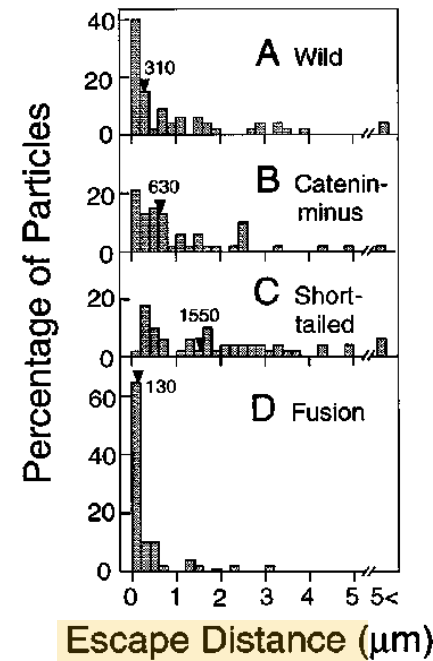 Percentage of Particles
40
20
0
310
A Wild
20
0
630
B Catenin-
minus
20
0
1550
C Short-
tailed
60
40
20
0
130
D Fusion
0 1 2 3 4 5 5<
Escape Distance (μm)